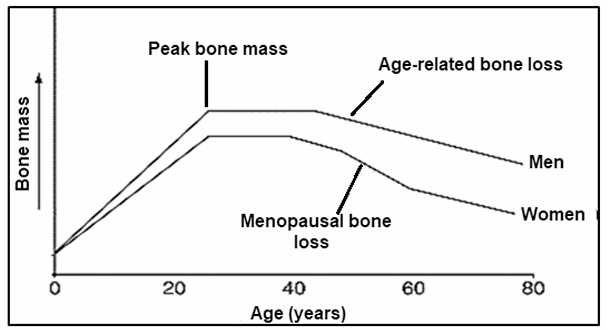 Peak bone mass
Age-related bone loss
Bone mass
Men
Women
Menopausal bone
loss
0
20
40
60
80
Age (years)